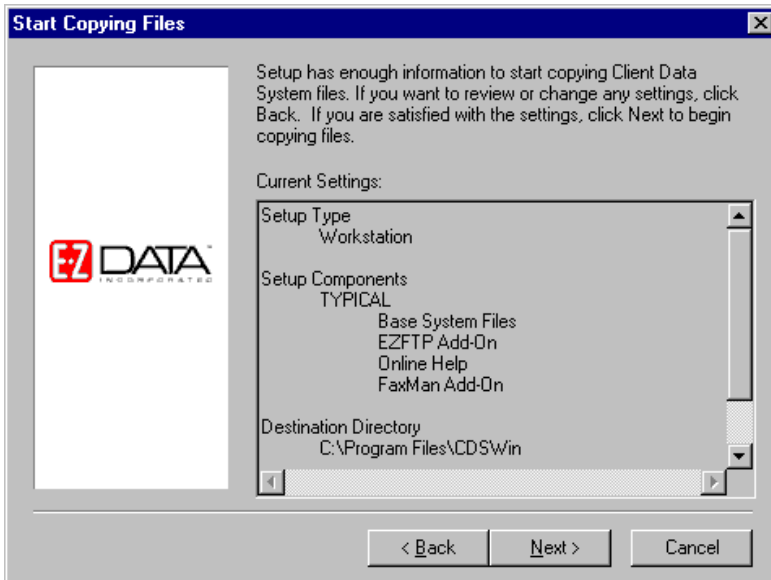 Start Copying Files
Setup has enough information to start copying Client Data
System files. If you want to review or change any settings, click
Back. If you are satisfied with the settings, click Next to begin
copying files.
Current Settings:
Setup Type
Workstation
Setup Components
TYPICAL
Base System Files
EZFTP Add-On
Online Help
FaxMan Add-On
Destination Directory
C:\Program Files\CDSWin
E-Z DATA™
INCORPORATED
< Back
Next >
Cancel